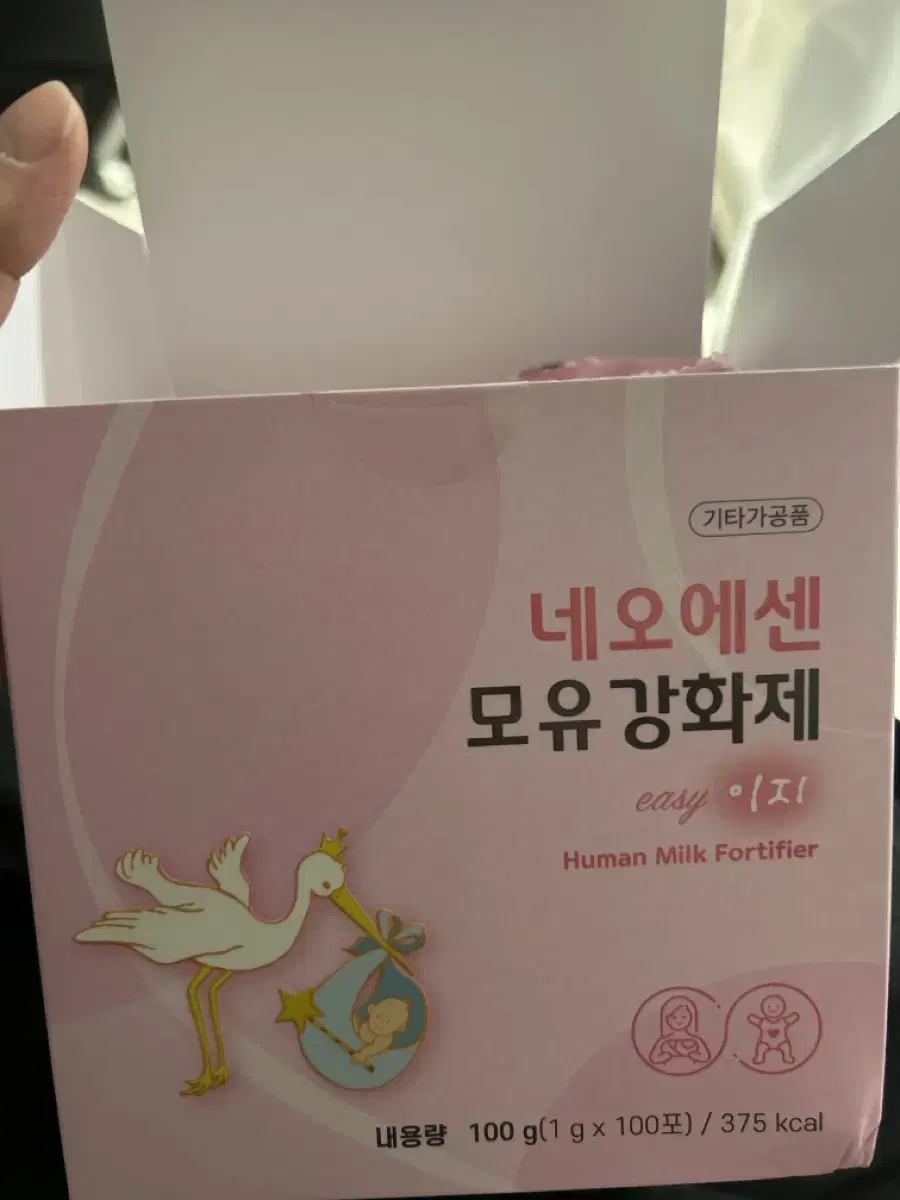 기타가공품
네오에센
모유강화제
easy 이지
Human Milk Fortifier
내용량 100 g(1 g x 100포) / 375 kcal